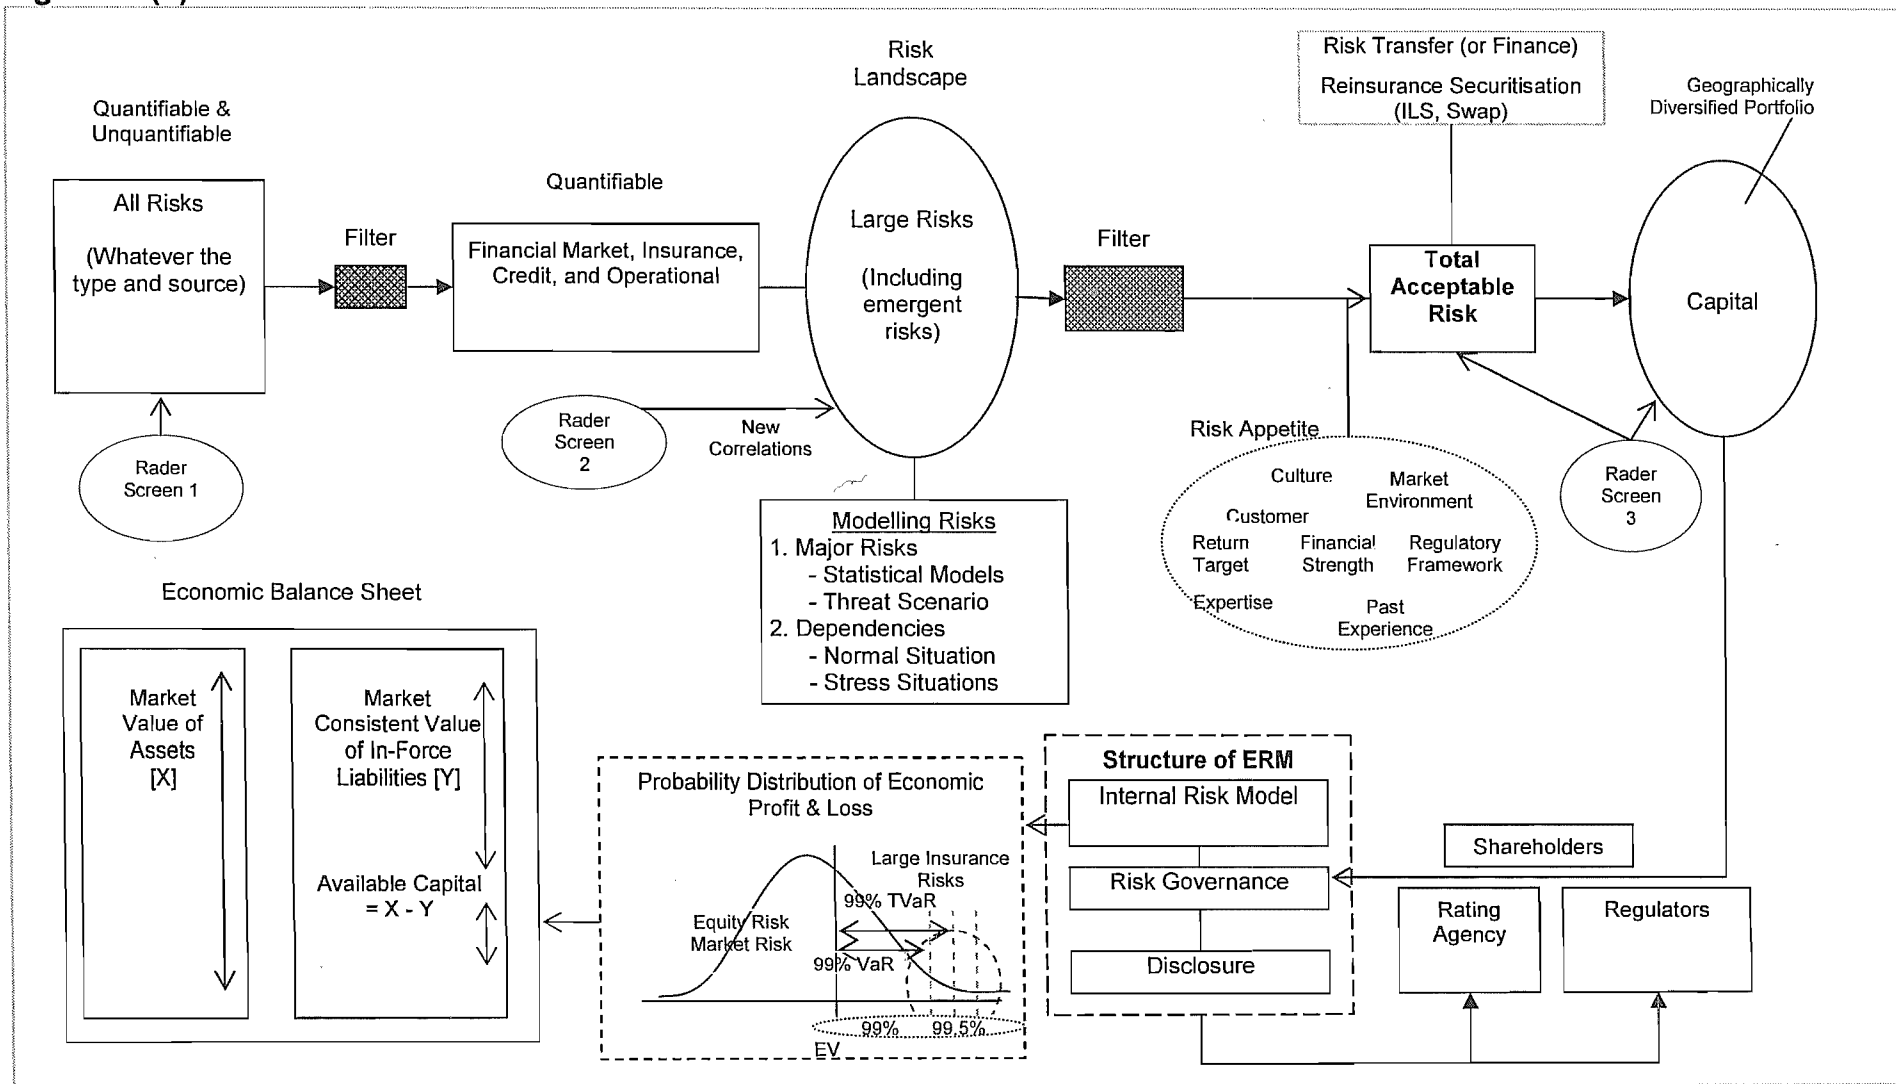 Quantifiable &
Unquantifiable
All Risks
(Whatever the
type and source)
Rader
Screen 1
Filter
Quantifiable
Financial Market, Insurance,
Credit, and Operational
Rader
Screen
2
New
Correlations
Risk
Landscape
Large Risks
(Including
emergent
risks)
Modelling Risks
1. Major Risks
- Statistical Models
- Threat Scenario
2. Dependencies
- Normal Situation
- Stress Situations
Filter
Risk Transfer (or Finance)
Reinsurance Securitisation
(ILS, Swap)
Total
Acceptable
Risk
Geographically
Diversified Portfolio
Capital
Risk Appetite
Culture
Market
Environment
Customer
Return
Target
Financial
Strength
Regulatory
Framework
Expertise
Past
Experience
Rader
Screen
3
Economic Balance Sheet
Market
Value of
Assets
[X]
Market
Consistent Value
of In-Force
Liabilities [Y]
Available Capital
= X - Y
Probability Distribution of Economic
Profit & Loss
Large Insurance
Risks
99% TVaR
Equity Risk
Market Risk
99% VaR
99%
99,5%
EV
Structure of ERM
Internal Risk Model
Risk Governance
Disclosure
Shareholders
Rating
Agency
Regulators